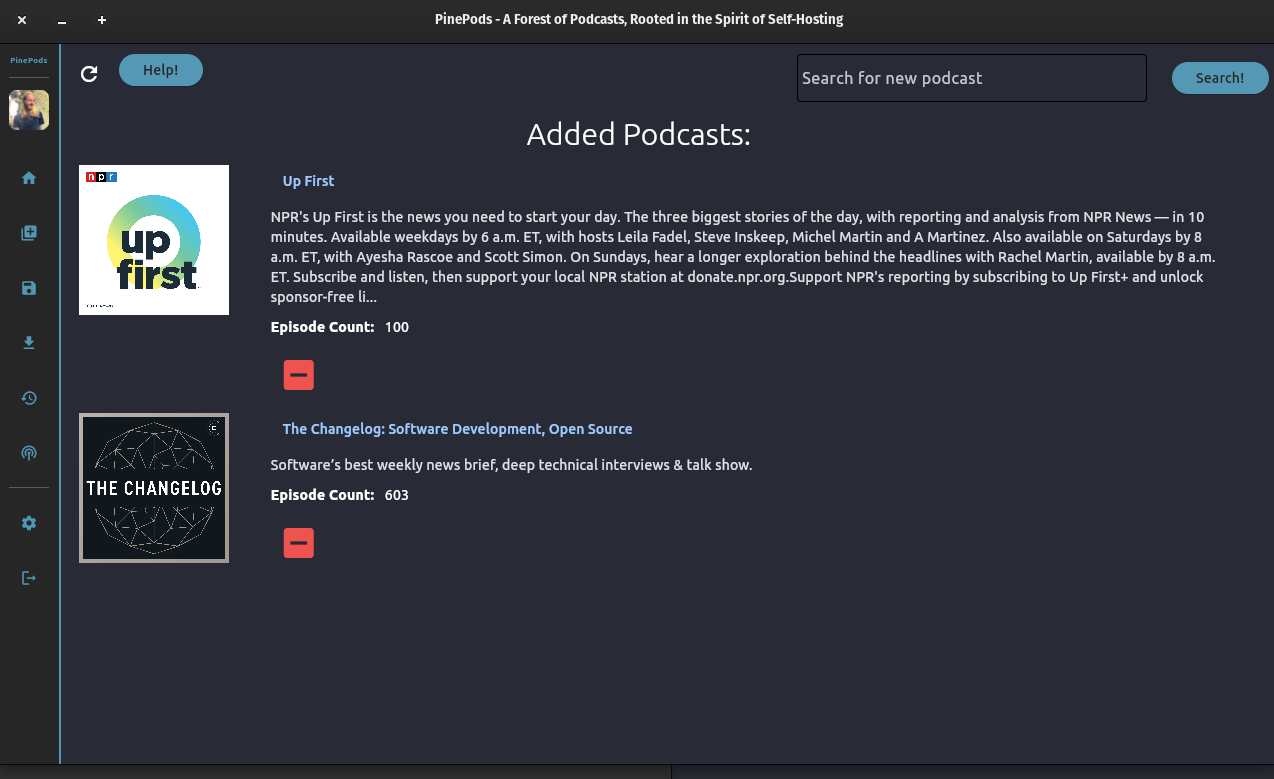 PinePods - A Forest of Podcasts, Rooted in the Spirit of Self-Hosting
PinePods
Help!
Search for new podcast
Search!
Added Podcasts:
npr
up
first
Up First
NPR's Up First is the news you need to start your day. The three biggest stories of the day, with reporting and analysis from NPR News — in 10
minutes. Available weekdays by 6 a.m. ET, with hosts Leila Fadel, Steve Inskeep, Michel Martin and A Martinez. Also available on Saturdays by 8
a.m. ET, with Ayesha Rascoe and Scott Simon. On Sundays, hear a longer exploration behind the headlines with Rachel Martin, available by 8 a.m.
ET. Subscribe and listen, then support your local NPR station at donate.npr.org.Support NPR's reporting by subscribing to Up First+ and unlock
sponsor-free li...
Episode Count: 100
THE CHANGELOG
The Changelog: Software Development, Open Source
Software’s best weekly news brief, deep technical interviews & talk show.
Episode Count: 603